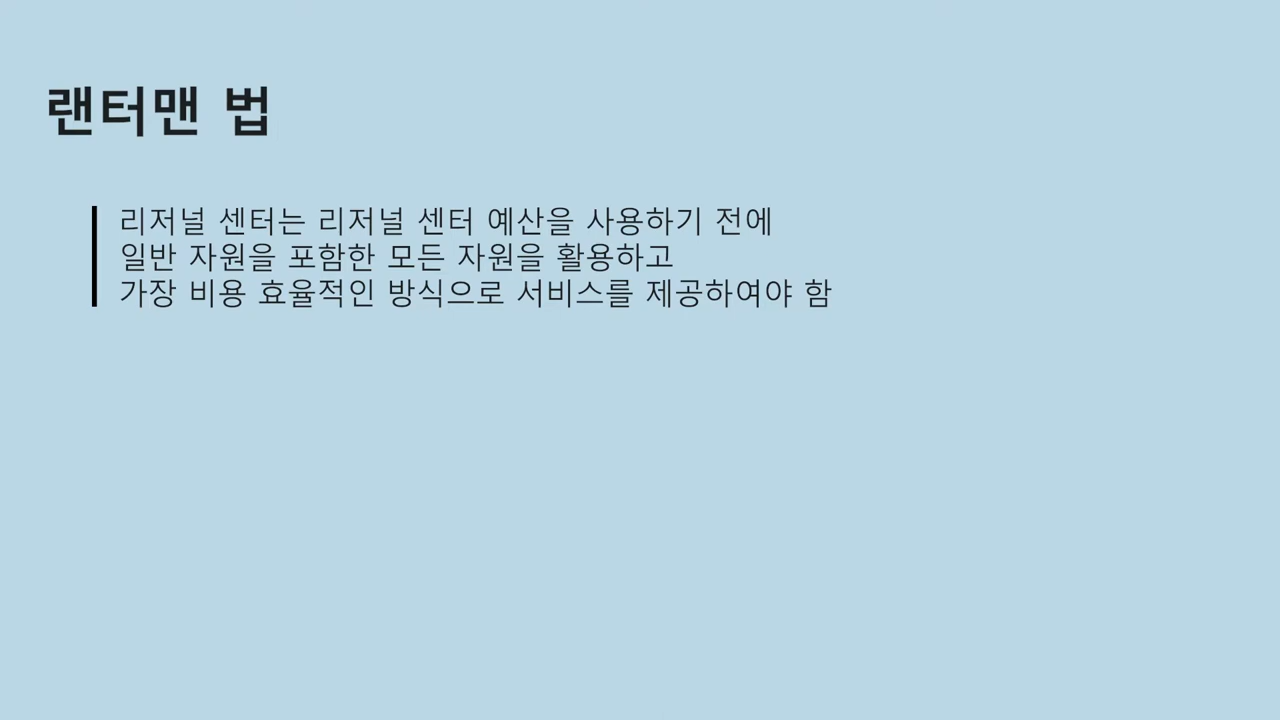 랜터맨 법
리저널 센터는 리저널 센터 예산을 사용하기 전에
일반 자원을 포함한 모든 자원을 활용하고
가장 비용 효율적인 방식으로 서비스를 제공하여야 함